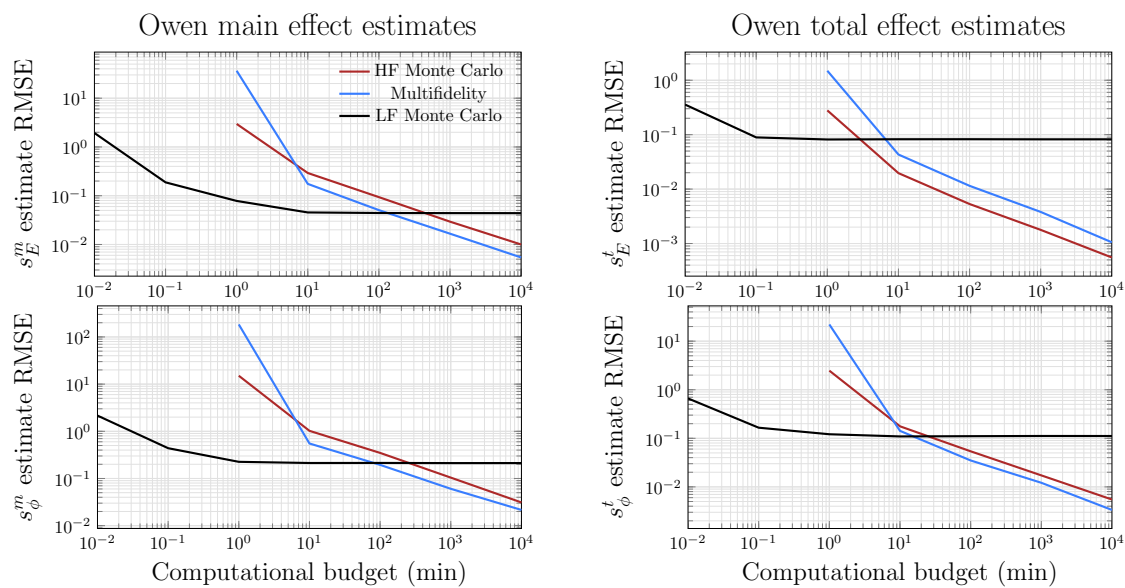 Owen main effect estimates
Owen total effect estimates
s_E^m estimate RMSE
10^1
10^0
10^−1
10^−2
HF Monte Carlo
Multifidelity
LF Monte Carlo
10^−2 10^−1 10^0 10^1 10^2 10^3 10^4
s_E^t estimate RMSE
10^0
10^−1
10^−2
10^−3
10^−2 10^−1 10^0 10^1 10^2 10^3 10^4
s_ϕ^m estimate RMSE
10^2
10^1
10^0
10^−1
10^−2
10^−2 10^−1 10^0 10^1 10^2 10^3 10^4
Computational budget (min)
s_ϕ^t estimate RMSE
10^1
10^0
10^−1
10^−2
10^−2 10^−1 10^0 10^1 10^2 10^3 10^4
Computational budget (min)